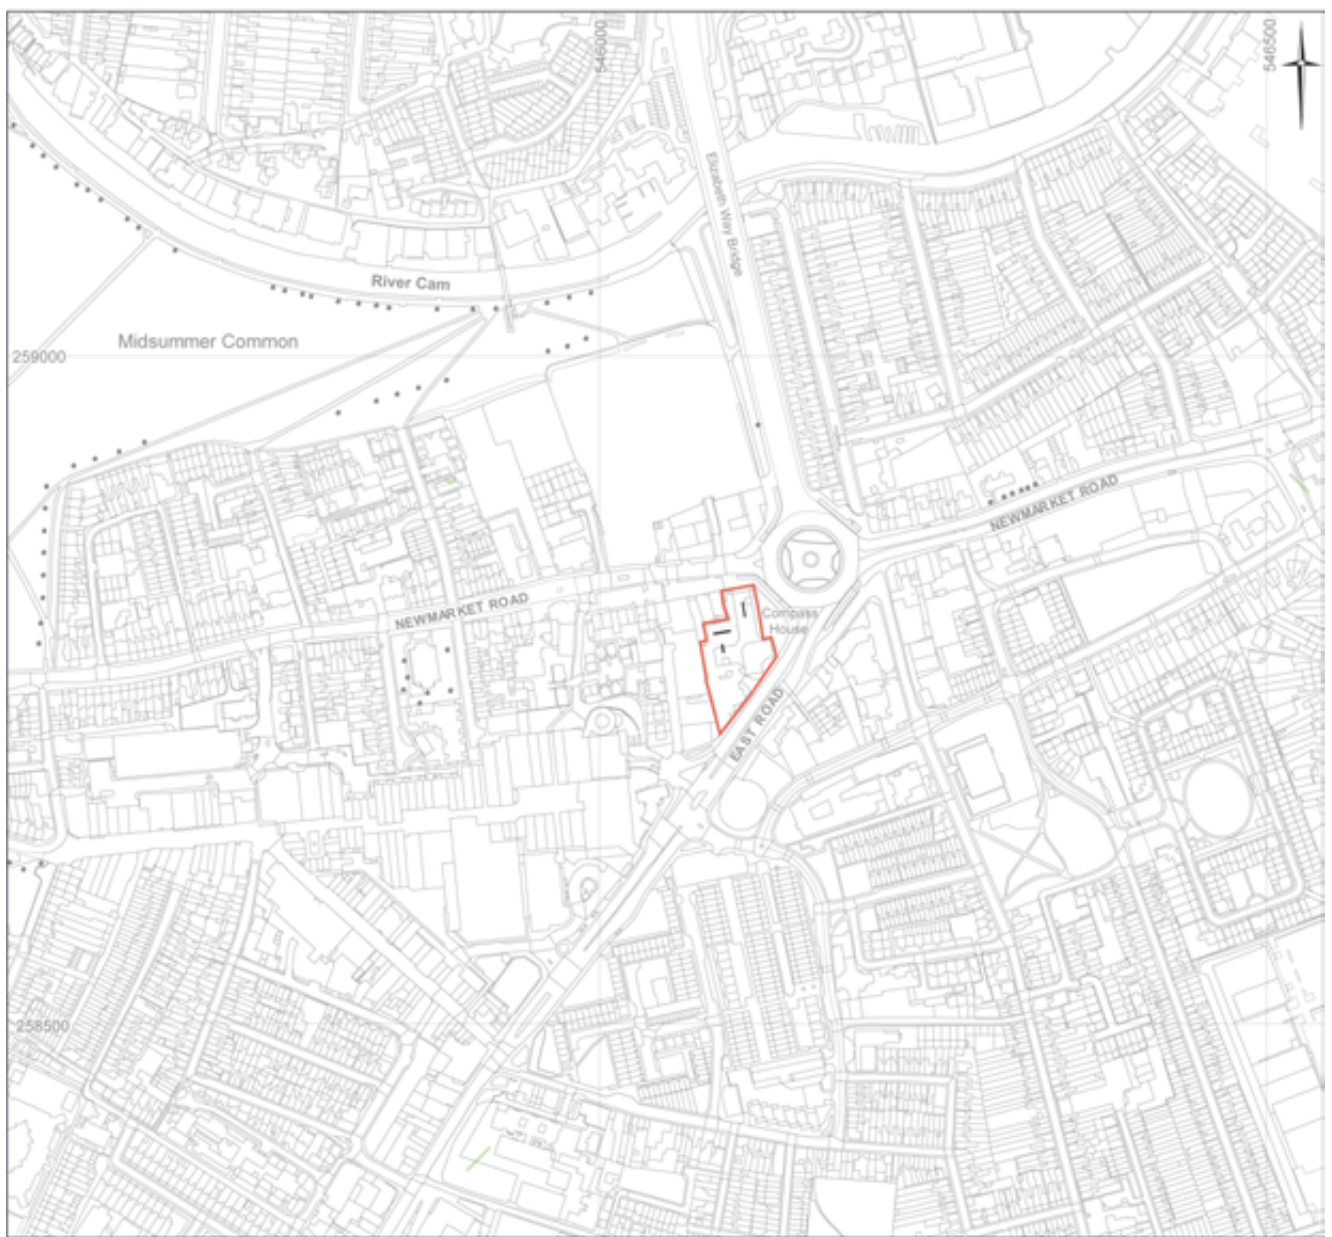 546000
546500
Elizabeth Way Bridge
River Cam
Midsummer Common
259000
NEWMARKET ROAD
NEWMARKET ROAD
Compass
House
EAST ROAD
258500